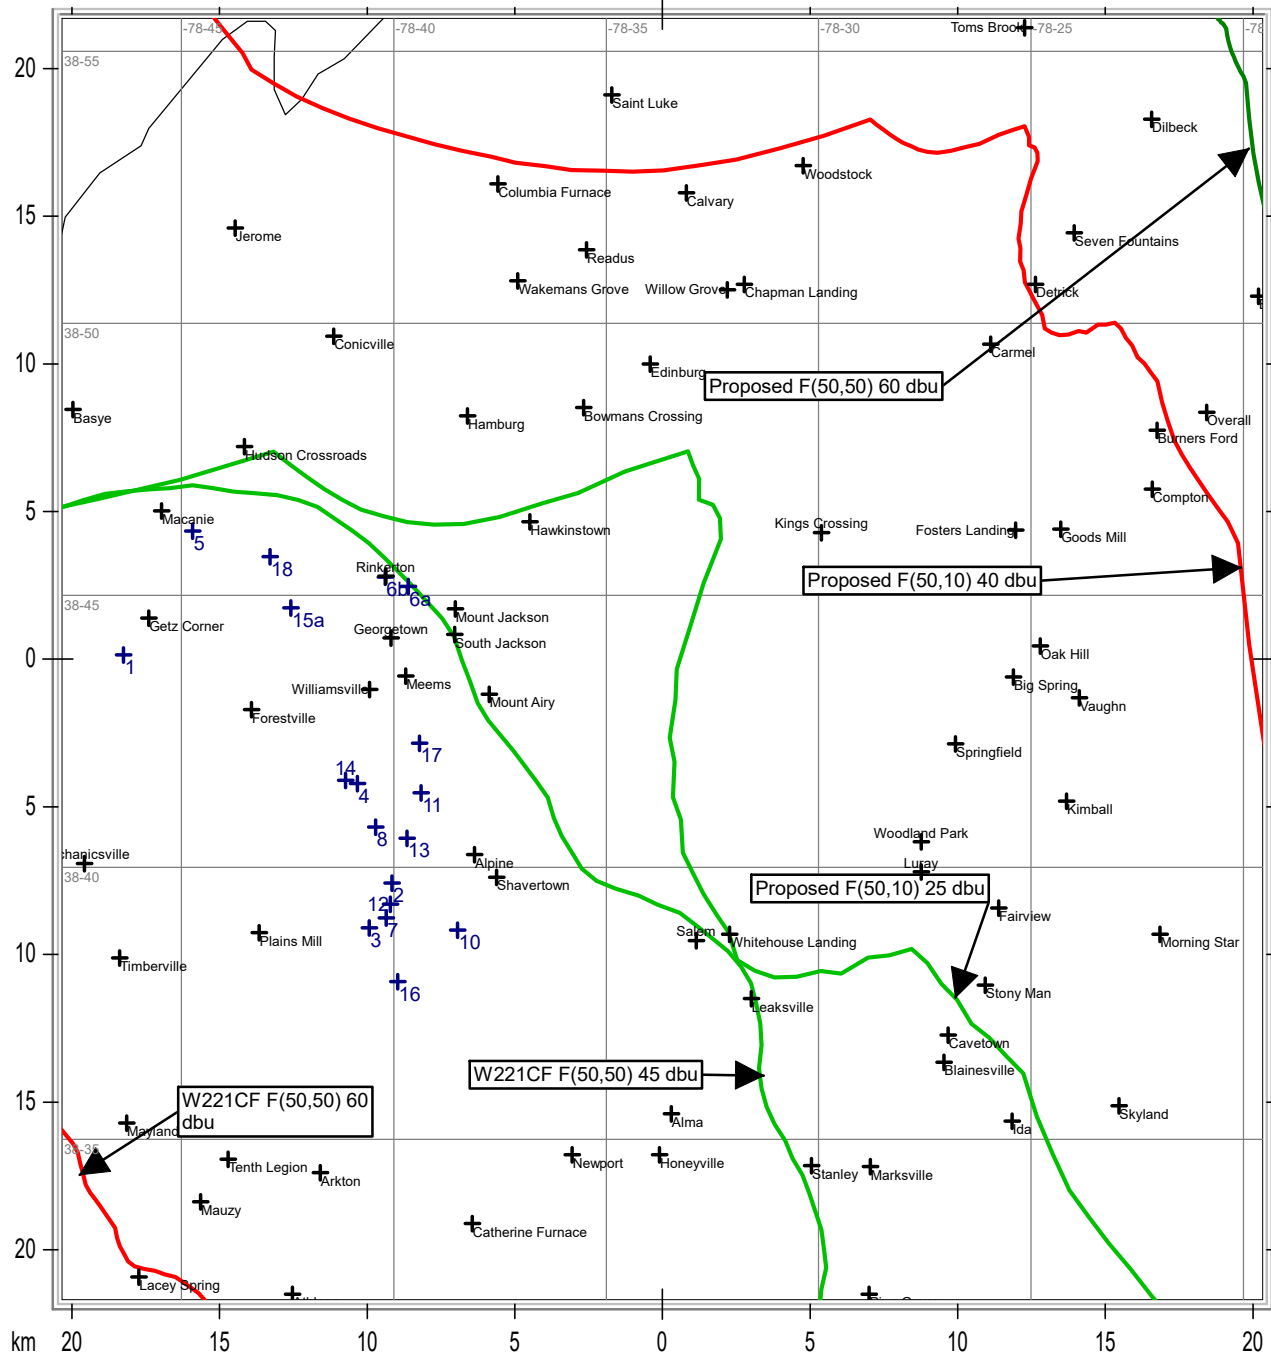 Toms Brook
-78-45
-78-40
-78-35
-78-30
-78-25
38-55
20
Saint Luke
Dilbeck
Columbia Furnace
Woodstock
Calvary
15
Jerome
Seven Fountains
Readus
Wakemans Grove
Willow Grove
Chapman Landing
Detrick
38-50
Conicville
Carmel
10
Edinburg
Proposed F(50,50) 60 dbu
Basye
Hamburg
Bowmans Crossing
Overall
Burners Ford
Hudson Crossroads
Compton
5
Macanie
5
Hawkinstown
Kings Crossing
Fosters Landing
Goods Mill
18
Rinkerton
6b
6a
Proposed F(50,10) 40 dbu
38-45
15a
Mount Jackson
Getz Corner
Georgetown
South Jackson
0
1
Oak Hill
Williamsville
Meems
Big Spring
Mount Airy
Vaughn
Forestville
17
Springfield
14
4
11
Kimball
5
8
13
Woodland Park
chanicsville
Alpine
Luray
38-40
Shavertown
2
Proposed F(50,10) 25 dbu
12
7
Fairview
3
10
Plains Mill
Salem
Whitehouse Landing
Morning Star
10
Timberville
16
Stony Man
Leaksville
Cavetown
Blainesville
W221CF F(50,50) 45 dbu
W221CF F(50,50) 60
dbu
15
Mayland
Alma
Skyland
Ida
38-35
Tenth Legion
Arkton
Newport
Honeyville
Stanley
Marksville
Mauzy
Catherine Furnace
20
Lacey Spring
km
20
15
10
5
0
5
10
15
20